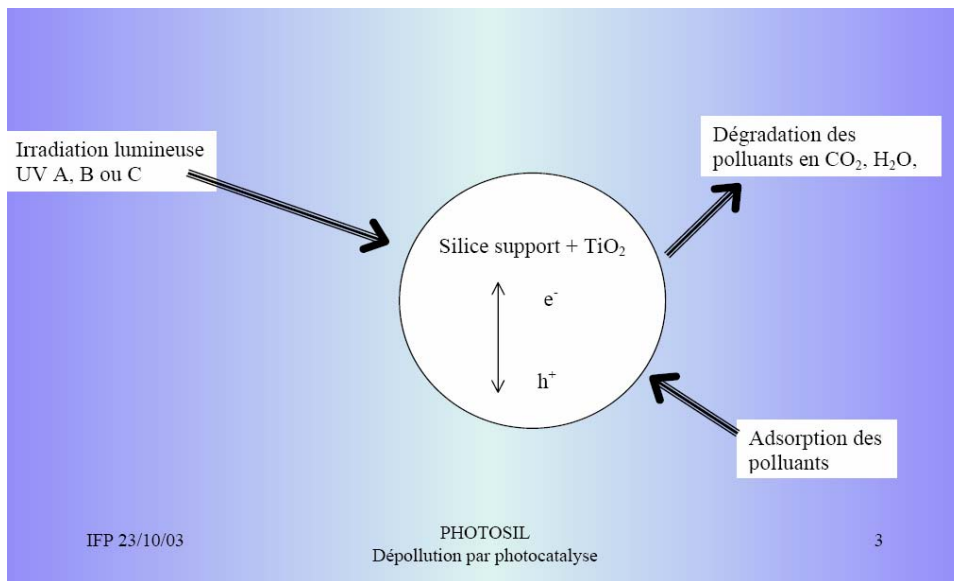 Irradiation lumineuse
UV A, B ou C
Dégradation des
polluants en CO₂, H₂O,
Silice support + TiO₂
e⁻
h⁺
Adsorption des
polluants
IFP 23/10/03
PHOTOSIL
Dépollution par photocatalyse
3